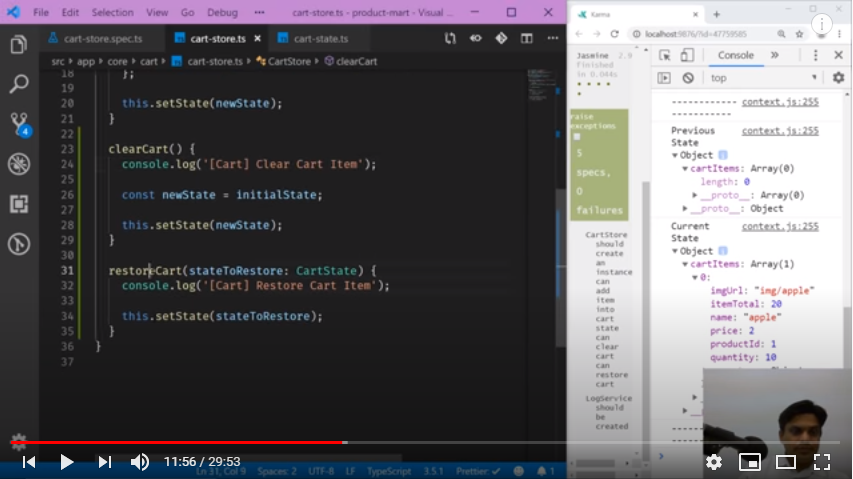 File Edit Selection View Go Debug ... cart-store.ts - product-mart - Visual ...
cart-store.spec.ts cart-store.ts cart-state.ts
src > app > core > cart > cart-store.ts > CartStore > clearCart
18 };
19
20 this.setState(newState);
21 }
22
23 clearCart() {
24 console.log('[Cart] Clear Cart Item');
25
26 const newState = initialState;
27
28 this.setState(newState);
29 }
30
31 restoreCart(stateToRestore: CartState) {
32 console.log('[Cart] Restore Cart Item');
33
34 this.setState(stateToRestore);
35 }
36 }
37
4
Ln 31, Col 9 Spaces: 2 UTF-8 LF TypeScript 3.5.1 Prettier 1
Karma
localhost:9876/?id=47759585
Jasmine 2.9
finished
in 0.044s
raise
exceptions
5
specs,
0
failures
CartStore
should
create
an
instance
can
add
item
into
cart
state
can
clear
cart
can
restore
cart
LogService
should
be
created
Console
top
------------ context.js:255
------------
Previous context.js:255
State
Object
cartItems: Array(0)
length: 0
__proto__: Array(0)
__proto__: Object
Current context.js:255
State
Object
cartItems: Array(1)
0:
imgUrl: "img/apple"
itemTotal: 20
name: "apple"
price: 2
productId: 1
quantity: 10
11:56 / 29:53